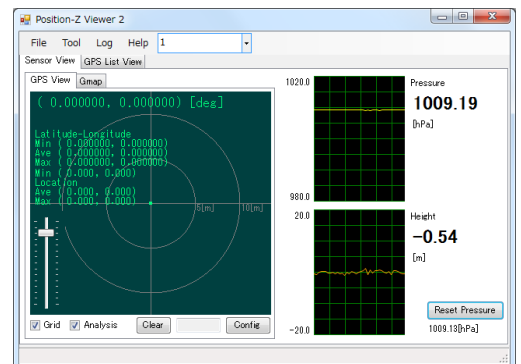 Position-Z Viewer 2
File Tool Log Help 1
Sensor View GPS List View
GPS View Gmap
( 0.000000, 0.000000) [deg]
Latitude-Longitude
Min ( 0.000000, 0.000000)
Ave ( 0.000000, 0.000000)
Max ( 0.000000, 0.000000)
Min ( 0.000, 0.000)
Location
Ave ( 0.000, 0.000)
Max ( 0.000, 0.000)
5[m] 10[m]
Grid Analysis Clear Config
1020.0
980.0
Pressure
1009.19
[hPa]
20.0
-20.0
Height
-0.54
[m]
Reset Pressure
1009.13[hPa]